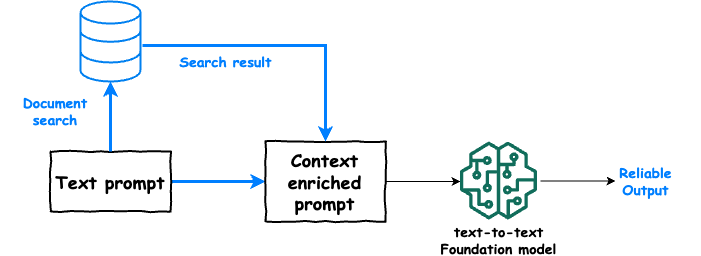 Search result
Document
search
Text prompt
Context
enriched
prompt
text-to-text
Foundation model
Reliable
Output